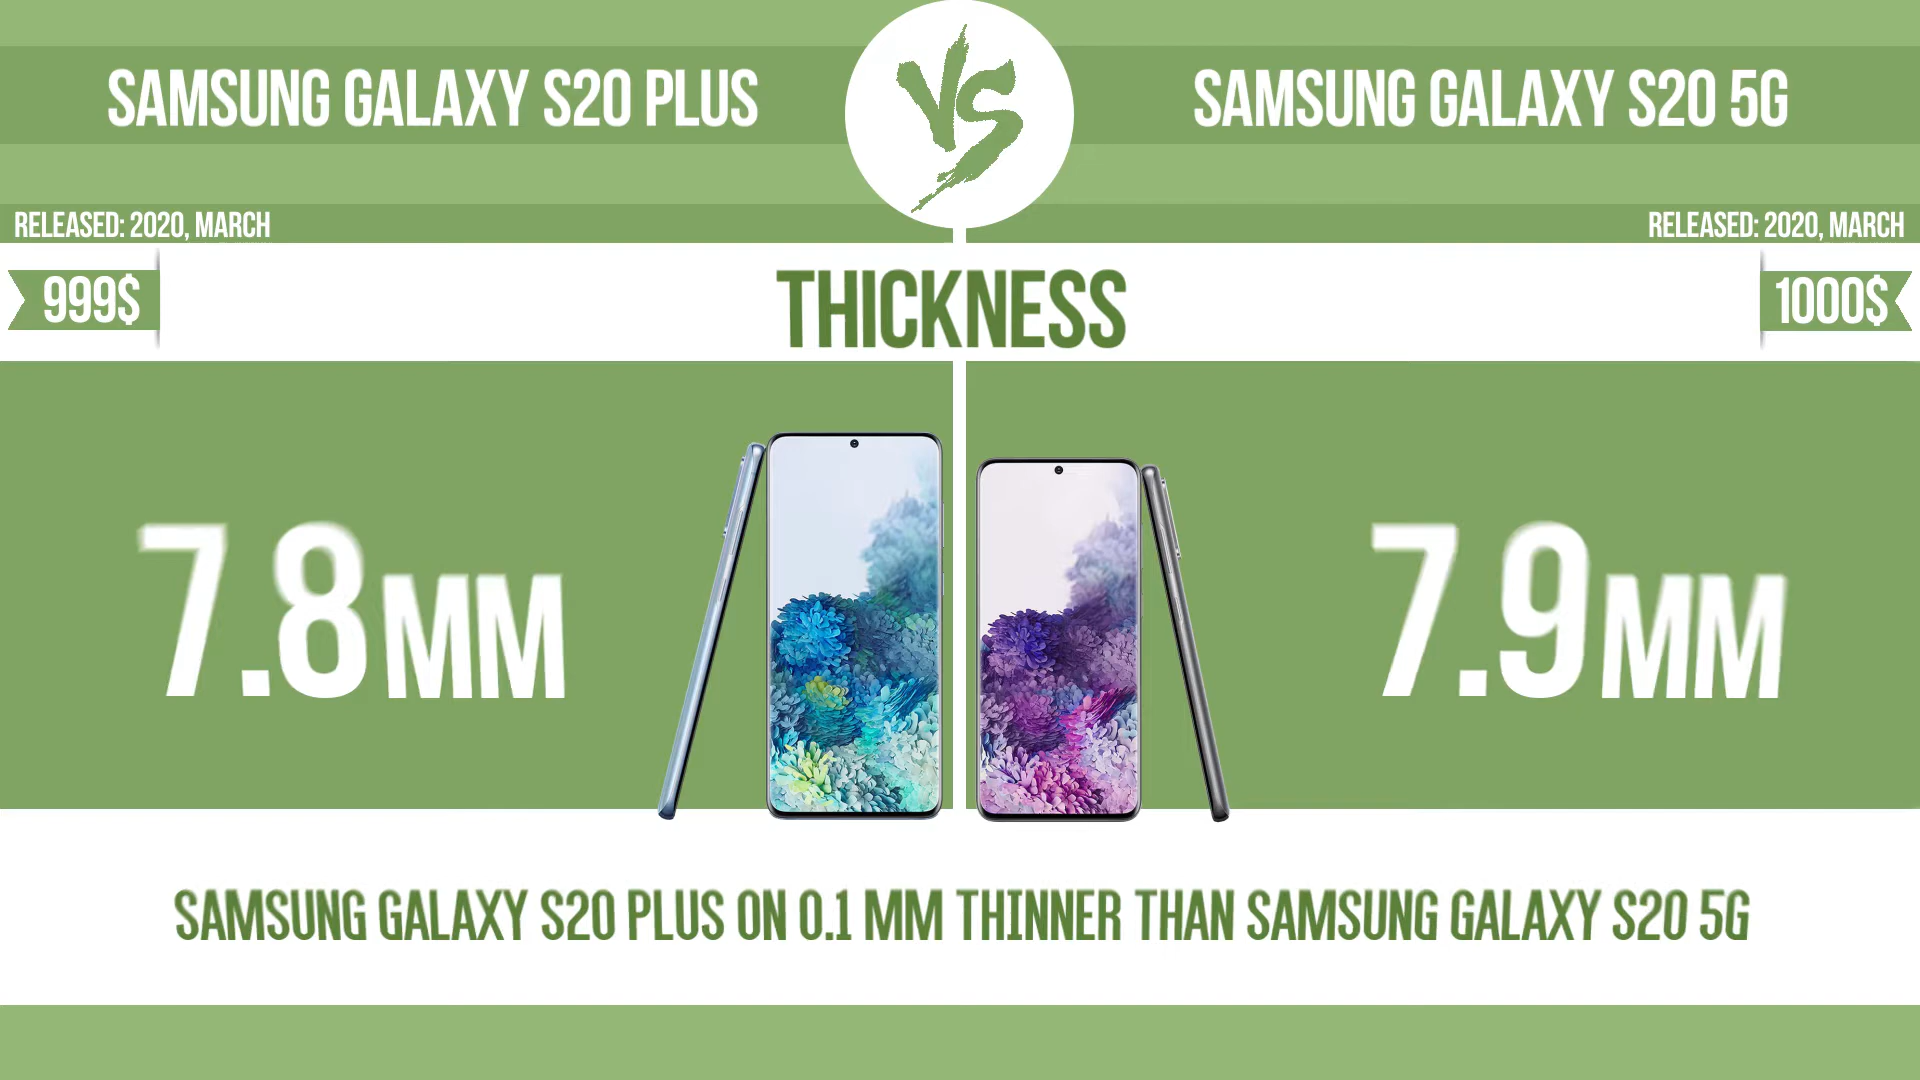 SAMSUNG GALAXY S20 PLUS
VS
SAMSUNG GALAXY S20 5G
RELEASED: 2020, MARCH
RELEASED: 2020, MARCH
999$
THICKNESS
1000$
7.8MM
7.9MM
SAMSUNG GALAXY S20 PLUS ON 0.1 MM THINNER THAN SAMSUNG GALAXY S20 5G